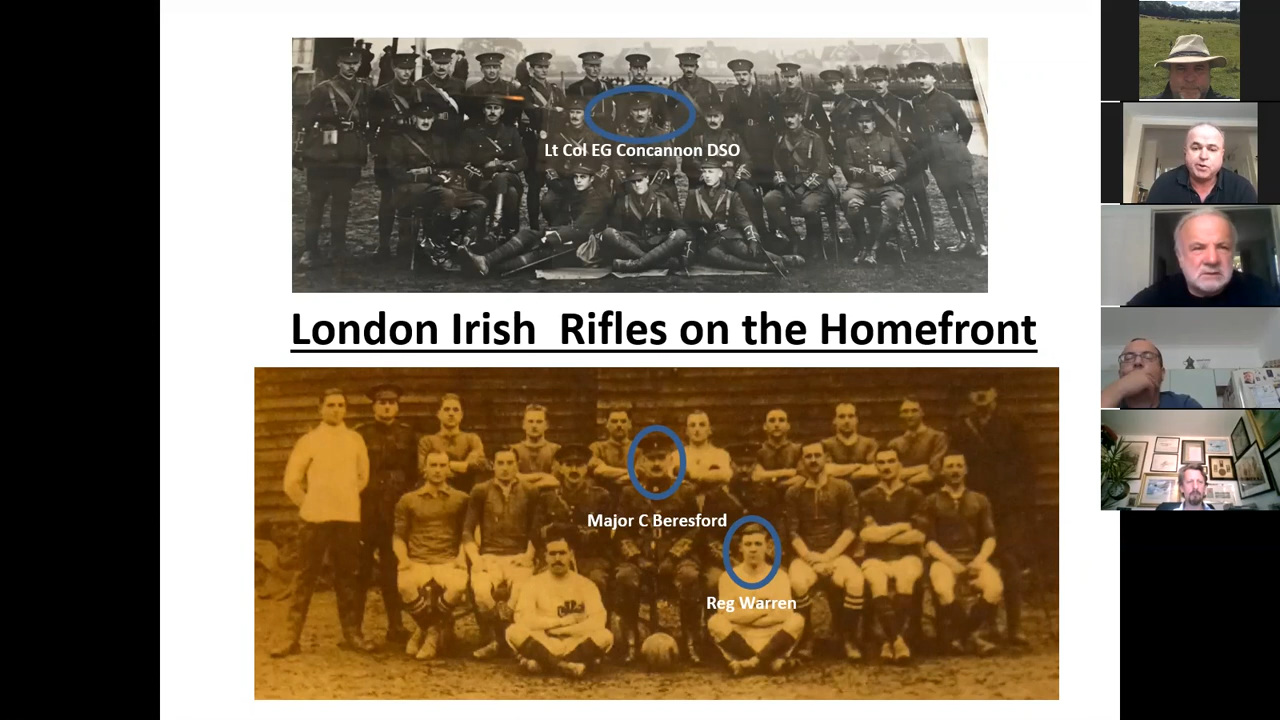 Lt Col EG Concannon DSO
London Irish  Rifles on the Homefront
Major C Beresford
Reg Warren